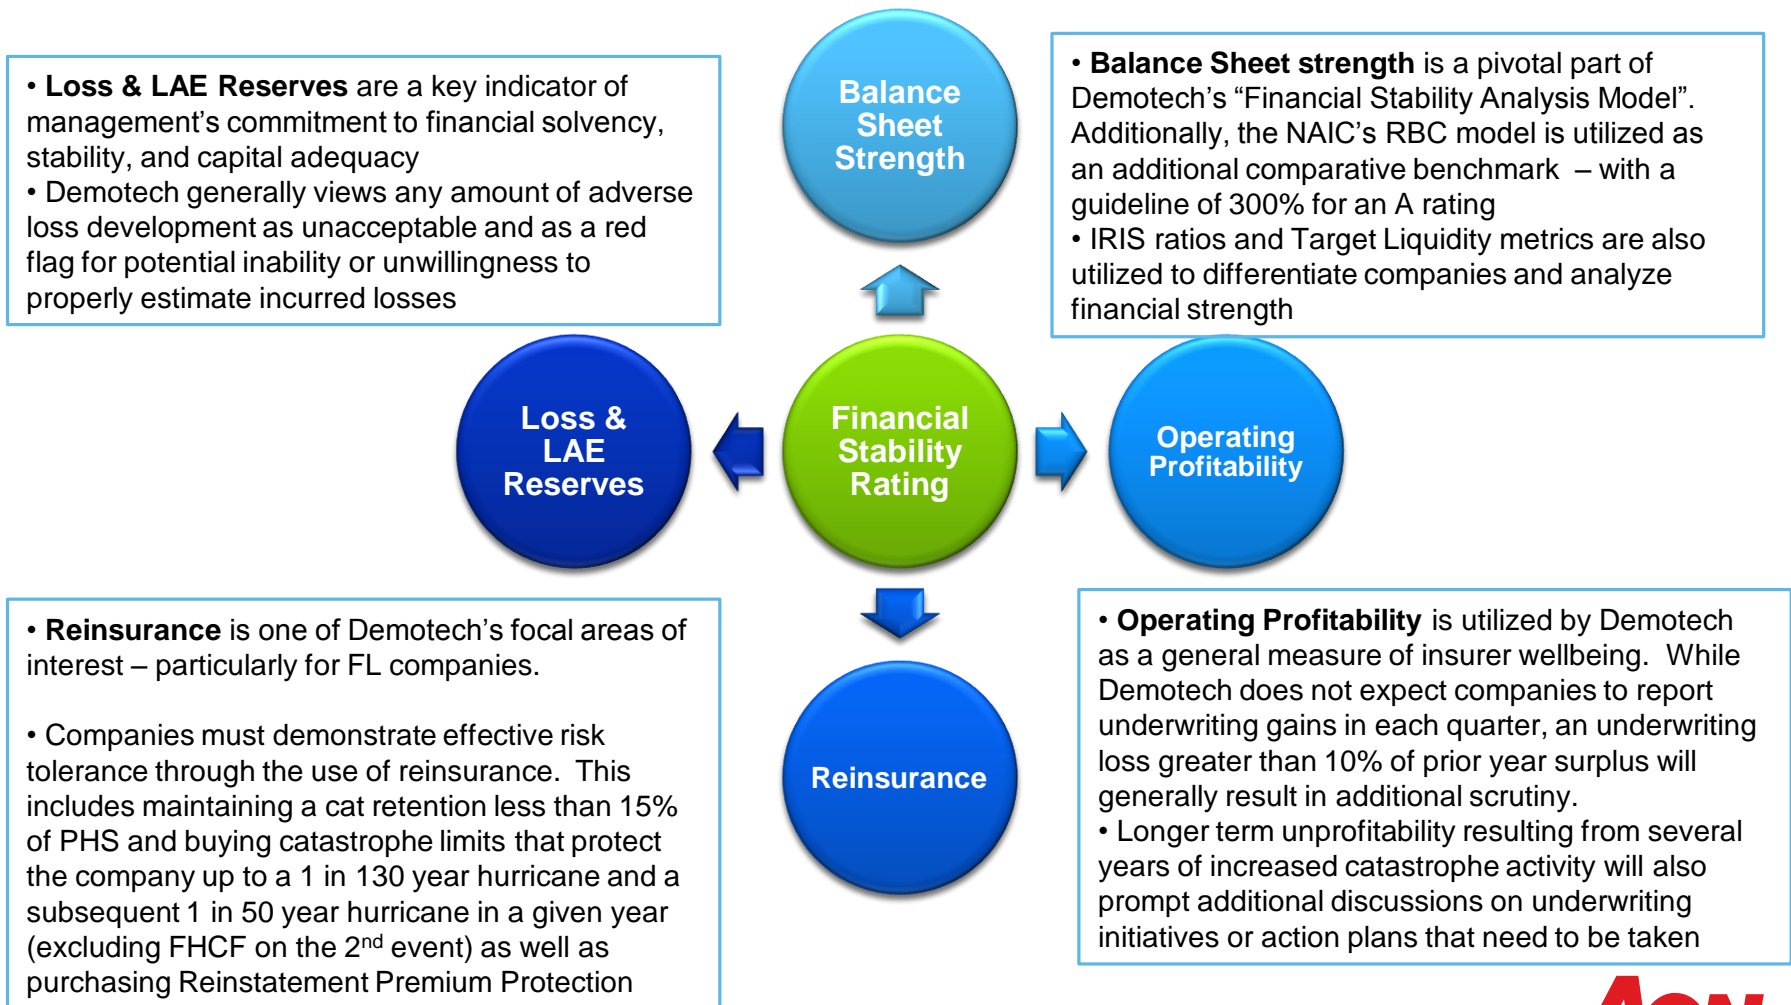 • Loss & LAE Reserves are a key indicator of
management’s commitment to financial solvency,
stability, and capital adequacy
• Demotech generally views any amount of adverse
loss development as unacceptable and as a red
flag for potential inability or unwillingness to
properly estimate incurred losses
Balance
Sheet
Strength
• Balance Sheet strength is a pivotal part of
Demotech’s “Financial Stability Analysis Model”.
Additionally, the NAIC’s RBC model is utilized as
an additional comparative benchmark – with a
guideline of 300% for an A rating
• IRIS ratios and Target Liquidity metrics are also
utilized to differentiate companies and analyze
financial strength
Loss &
LAE
Reserves
Financial
Stability
Rating
Operating
Profitability
• Reinsurance is one of Demotech’s focal areas of
interest – particularly for FL companies.
• Companies must demonstrate effective risk
tolerance through the use of reinsurance. This
includes maintaining a cat retention less than 15%
of PHS and buying catastrophe limits that protect
the company up to a 1 in 130 year hurricane and a
subsequent 1 in 50 year hurricane in a given year
(excluding FHCF on the 2nd event) as well as
purchasing Reinstatement Premium Protection
Reinsurance
• Operating Profitability is utilized by Demotech
as a general measure of insurer wellbeing. While
Demotech does not expect companies to report
underwriting gains in each quarter, an underwriting
loss greater than 10% of prior year surplus will
generally result in additional scrutiny.
• Longer term unprofitability resulting from several
years of increased catastrophe activity will also
prompt additional discussions on underwriting
initiatives or action plans that need to be taken
AON